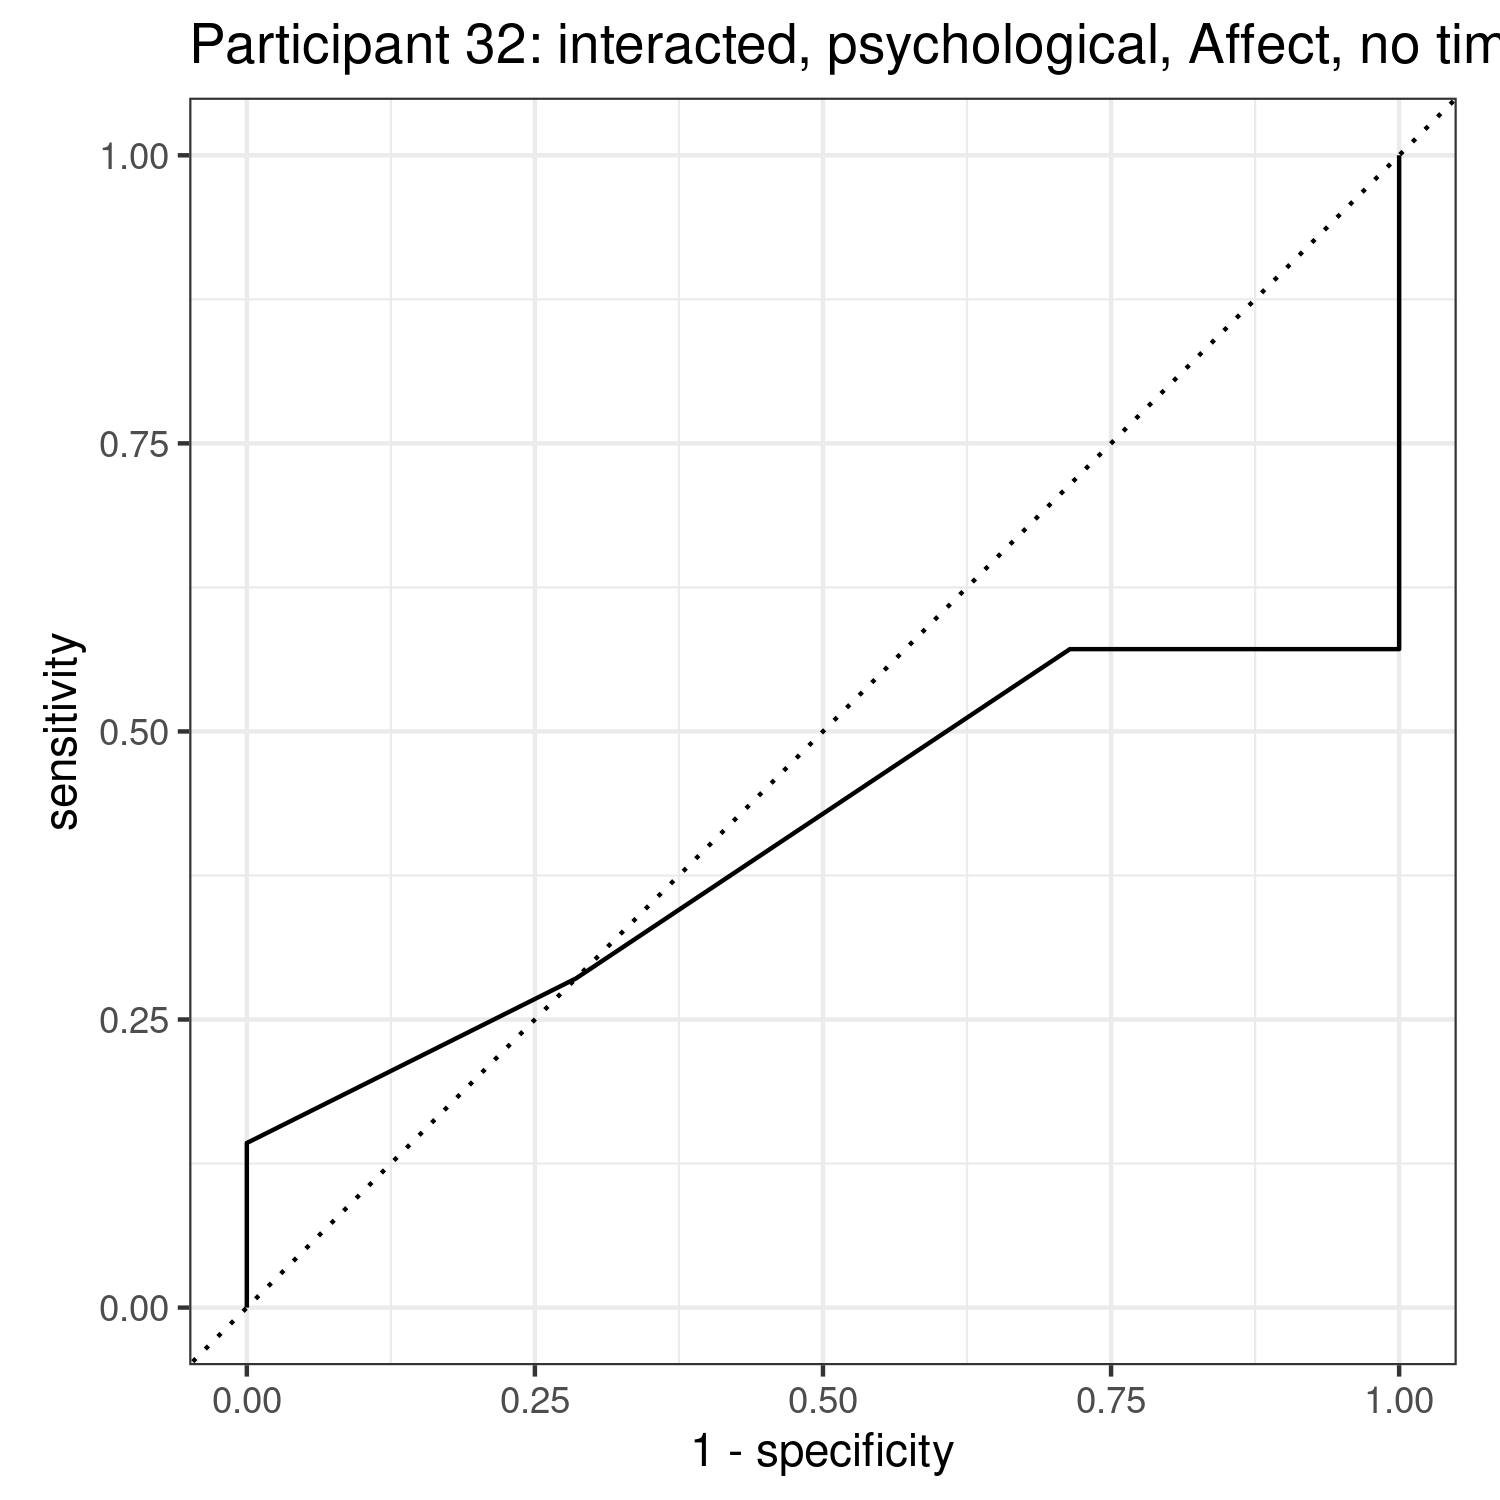 Participant 32: interacted, psychological, Affect, no tim
1.00
0.75
0.50
0.25
0.00
sensitivity
0.00 0.25 0.50 0.75 1.00
1 - specificity